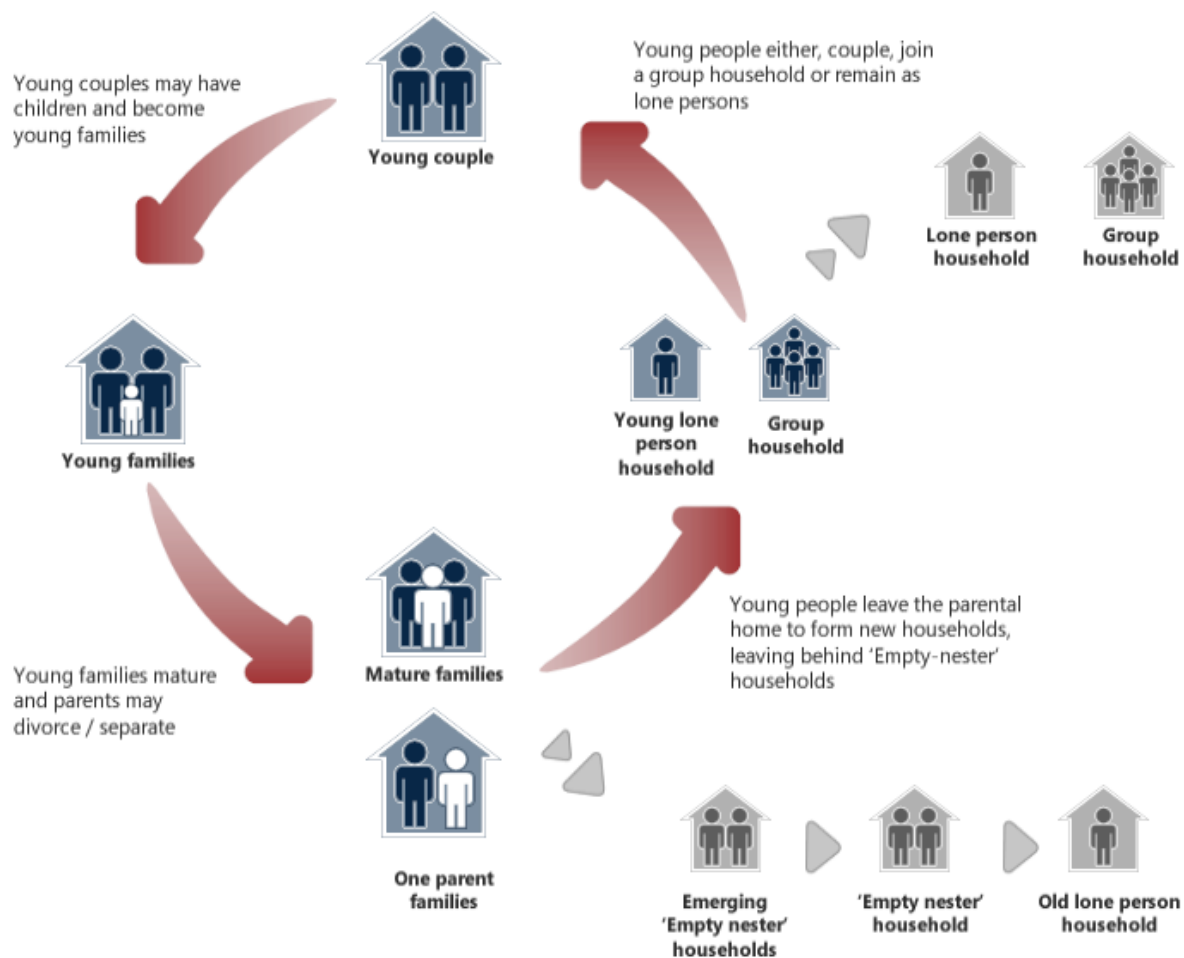 Young couple
Young people either, couple, join
a group household or remain as
lone persons
Young couples may have
children and become
young families
Lone person
household
Group
household
Young lone
person
household
Group
household
Young families
Young people leave the parental
home to form new households,
leaving behind ‘Empty-nester’
households
Mature families
Young families mature
and parents may
divorce / separate
One parent
families
Emerging
‘Empty nester’
households
‘Empty nester’
household
Old lone person
household